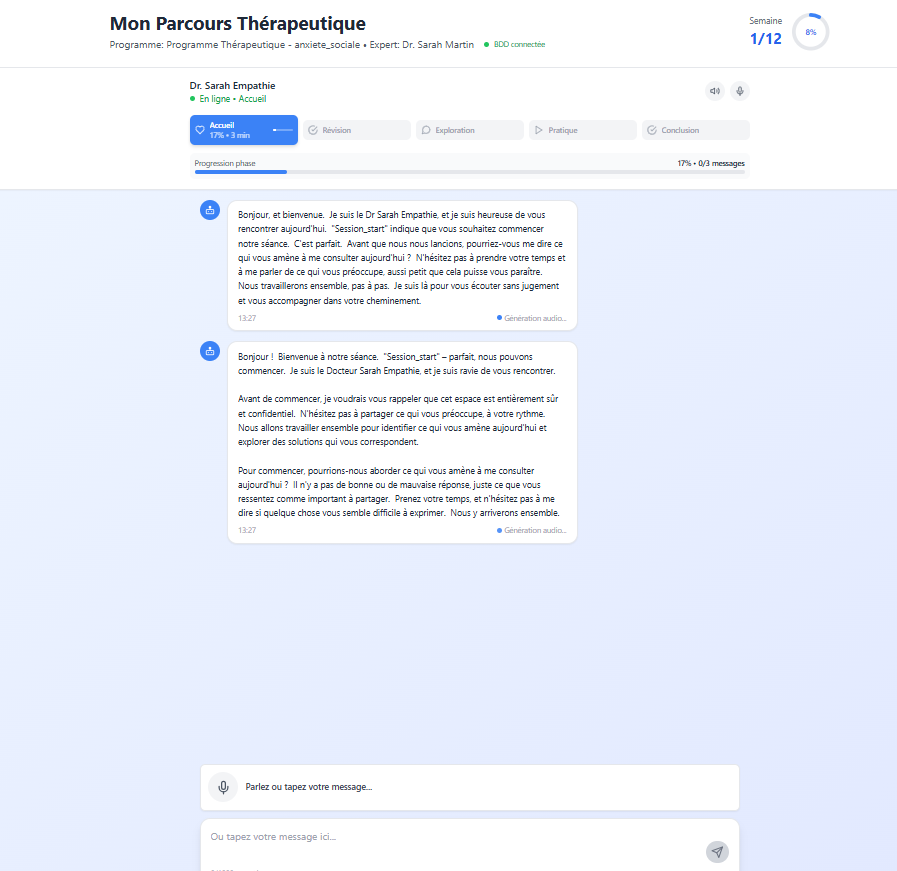 Mon Parcours Thérapeutique
Programme: Programme Thérapeutique - anxiete_sociale • Expert: Dr. Sarah Martin
BDD connectée
Semaine
1/12
8%
Dr. Sarah Empathie
En ligne • Accueil
Accueil
17% • 3 min
Révision
Exploration
Pratique
Conclusion
Progression phase
17% • 0/3 messages
Bonjour, et bienvenue. Je suis le Dr Sarah Empathie, et je suis heureuse de vous
rencontrer aujourd'hui. "Session_start" indique que vous souhaitez commencer
notre séance. C'est parfait. Avant que nous nous lancions, pourriez-vous me dire ce
qui vous amène à me consulter aujourd'hui ? N'hésitez pas à prendre votre temps et
à me parler de ce qui vous préoccupe, aussi petit que cela puisse vous paraître.
Nous travaillerons ensemble, pas à pas. Je suis là pour vous écouter sans jugement
et vous accompagner dans votre cheminement.
13:27
Génération audio...
Bonjour ! Bienvenue à notre séance. "Session_start" – parfait, nous pouvons
commencer. Je suis le Docteur Sarah Empathie, et je suis ravie de vous rencontrer.
Avant de commencer, je voudrais vous rappeler que cet espace est entièrement sûr
et confidentiel. N'hésitez pas à partager ce qui vous préoccupe, à votre rythme.
Nous allons travailler ensemble pour identifier ce qui vous amène aujourd'hui et
explorer des solutions qui vous correspondent.
Pour commencer, pourrions-nous aborder ce qui vous amène à me consulter
aujourd'hui ? Il n'y a pas de bonne ou de mauvaise réponse, juste ce que vous
ressentez comme important à partager. Prenez votre temps, et n'hésitez pas à me
dire si quelque chose vous semble difficile à exprimer. Nous y arriverons ensemble.
13:27
Génération audio...
Parlez ou tapez votre message...
Ou tapez votre message ici...